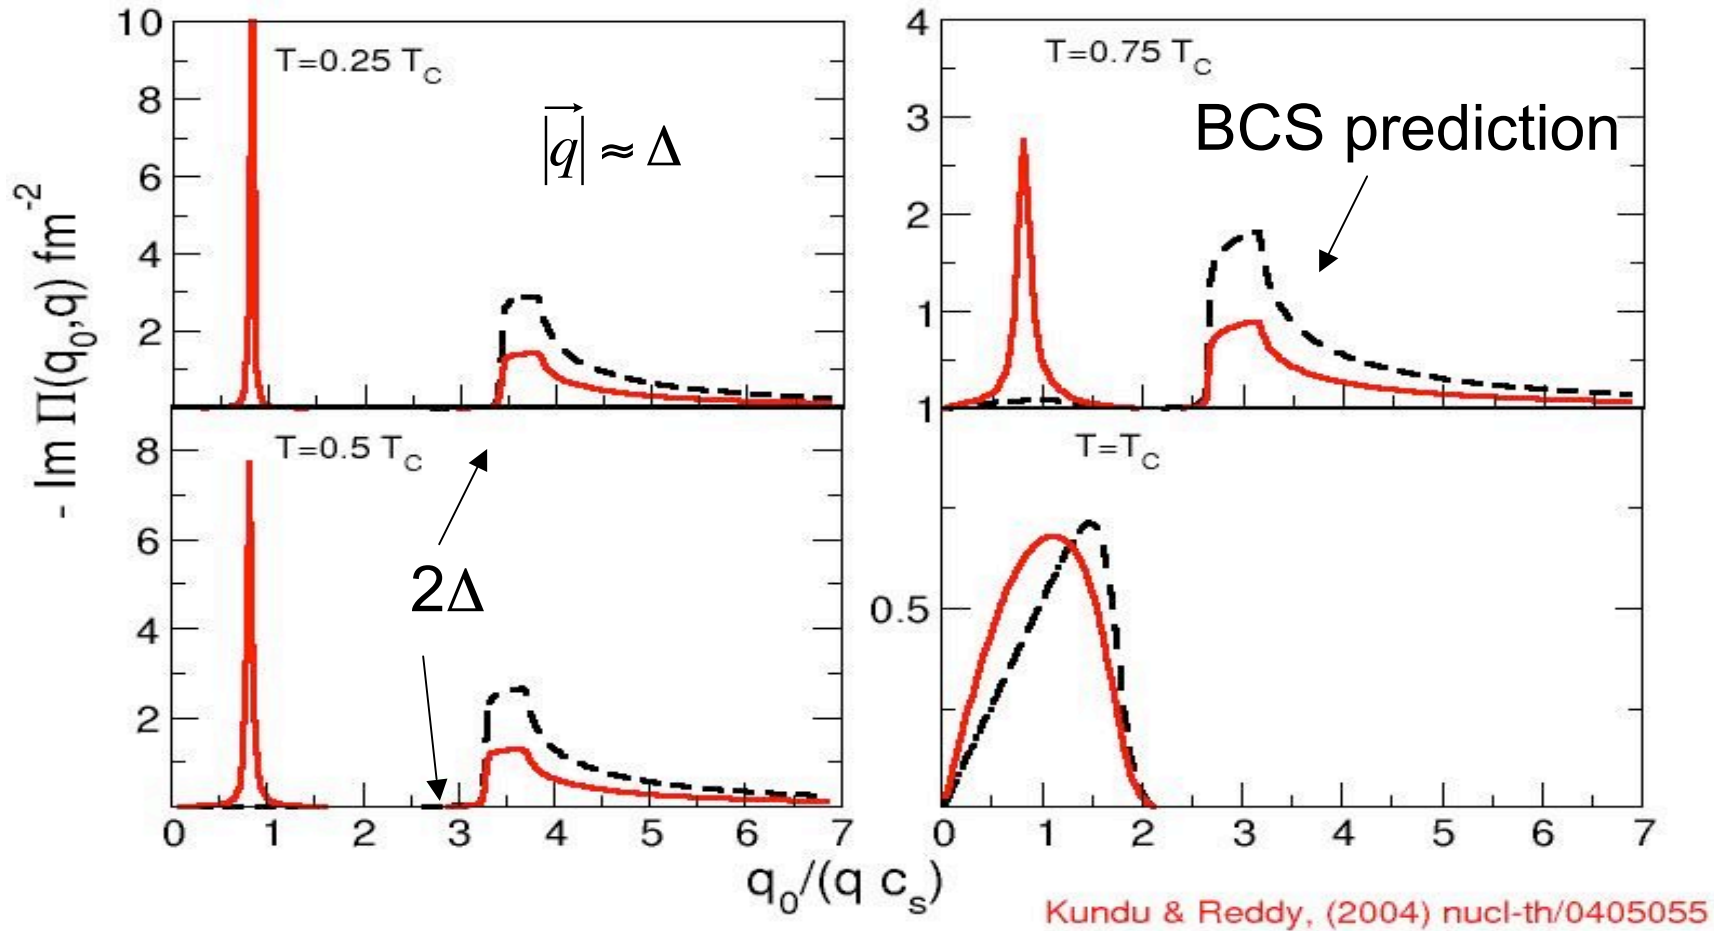 - Im Π(q₀,q) fm⁻²
10
8
6
4
2
T=0.25 T_C
|q⃗| ≈ Δ
4
3
2
1
T=0.75 T_C
BCS prediction
8
6
4
2
T=0.5 T_C
2Δ
0 1 2 3 4 5 6 7
1
0.5
T=T_C
0 1 2 3 4 5 6 7
q₀/(q c_s)
Kundu & Reddy, (2004) nucl-th/0405055